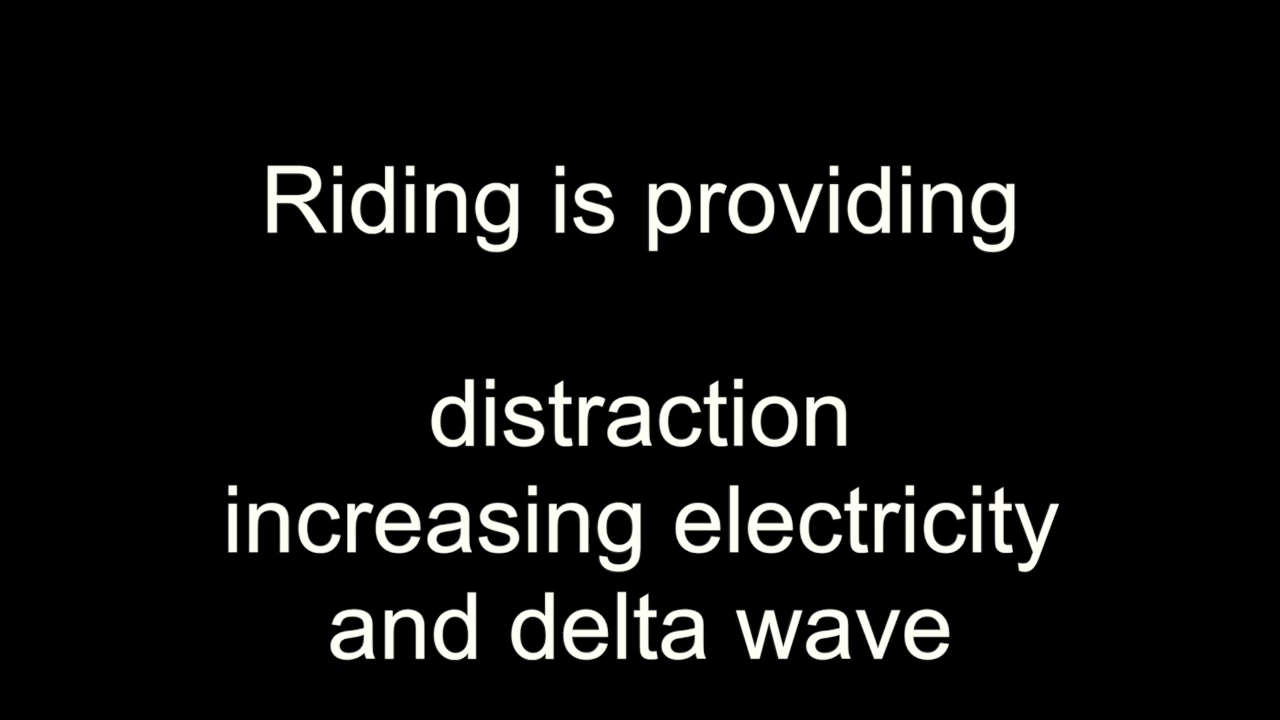 Riding is providing
distraction
increasing electricity
and delta wave